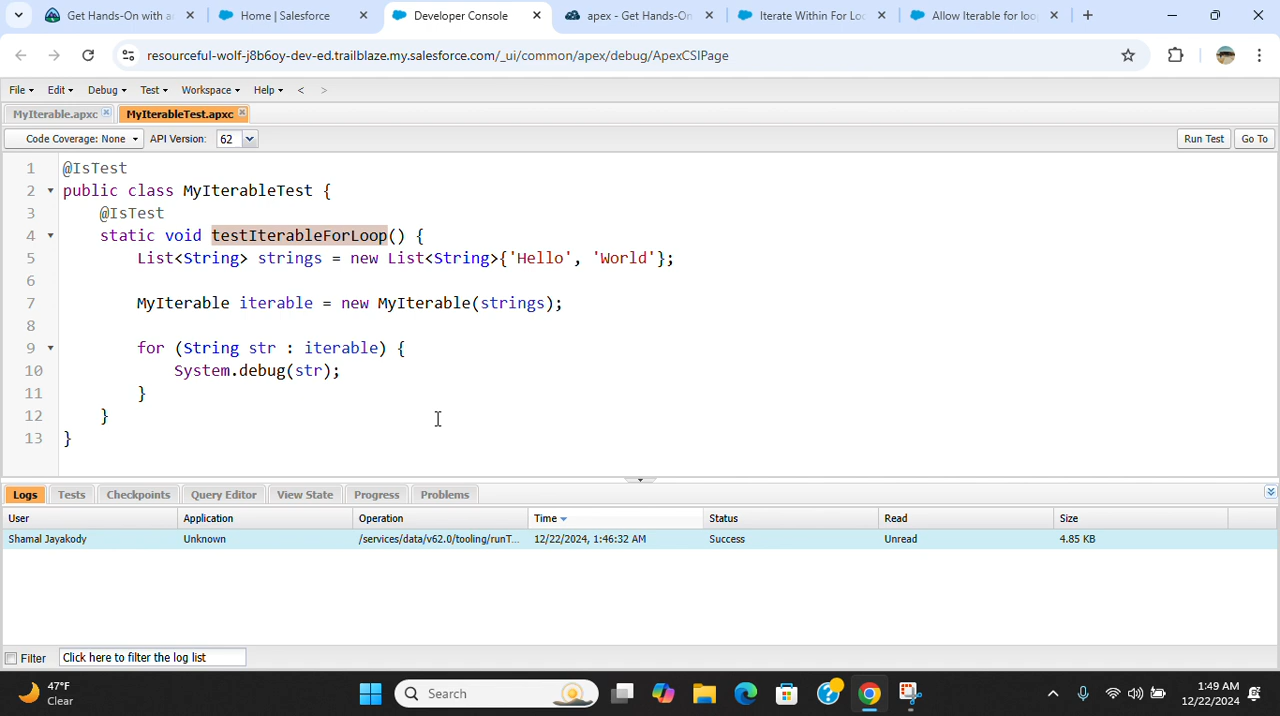 Get Hands-On with a
Home | Salesforce
Developer Console
apex - Get Hands-On
Iterate Within For Lo
Allow Iterable for loo
resourceful-wolf-j8b6oy-dev-ed.trailblaze.my.salesforce.com/_ui/common/apex/debug/ApexCSIPage
File Edit Debug Test Workspace Help < >
MyIterable.apxc MyIterableTest.apxc
Code Coverage: None API Version: 62 Run Test Go To
1 @IsTest
2 public class MyIterableTest {
3 @IsTest
4 static void testIterableForLoop() {
5 List<String> strings = new List<String>{'Hello', 'World'};
6
7 MyIterable iterable = new MyIterable(strings);
8
9 for (String str : iterable) {
10 System.debug(str);
11 }
12 }
13 }
Logs Tests Checkpoints Query Editor View State Progress Problems
User Application Operation Time Status Read Size
Shamal Jayakody Unknown /services/data/v62.0/tooling/runT... 12/22/2024, 1:46:32 AM Success Unread 4.85 KB
Filter Click here to filter the log list
47°F
Clear
Search
1:49 AM
12/22/2024